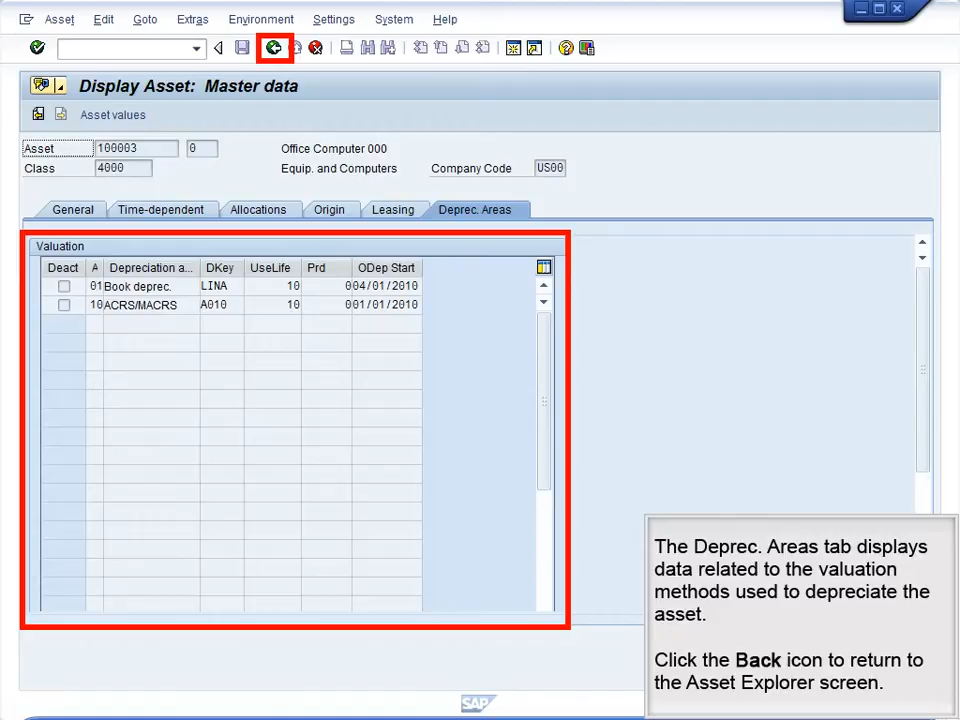 Asset Edit Goto Extras Environment Settings System Help
Display Asset: Master data
Asset values
Asset 100003 0 Office Computer 000
Class 4000 Equip. and Computers Company Code US00
General Time-dependent Allocations Origin Leasing Deprec. Areas
Valuation
Deact A Depreciation a... DKey UseLife Prd ODep Start
01 Book deprec. LINA 10 0 04/01/2010
10 ACRS/MACRS A010 10 0 01/01/2010
The Deprec. Areas tab displays
data related to the valuation
methods used to depreciate the
asset.
Click the Back icon to return to
the Asset Explorer screen.
SAP